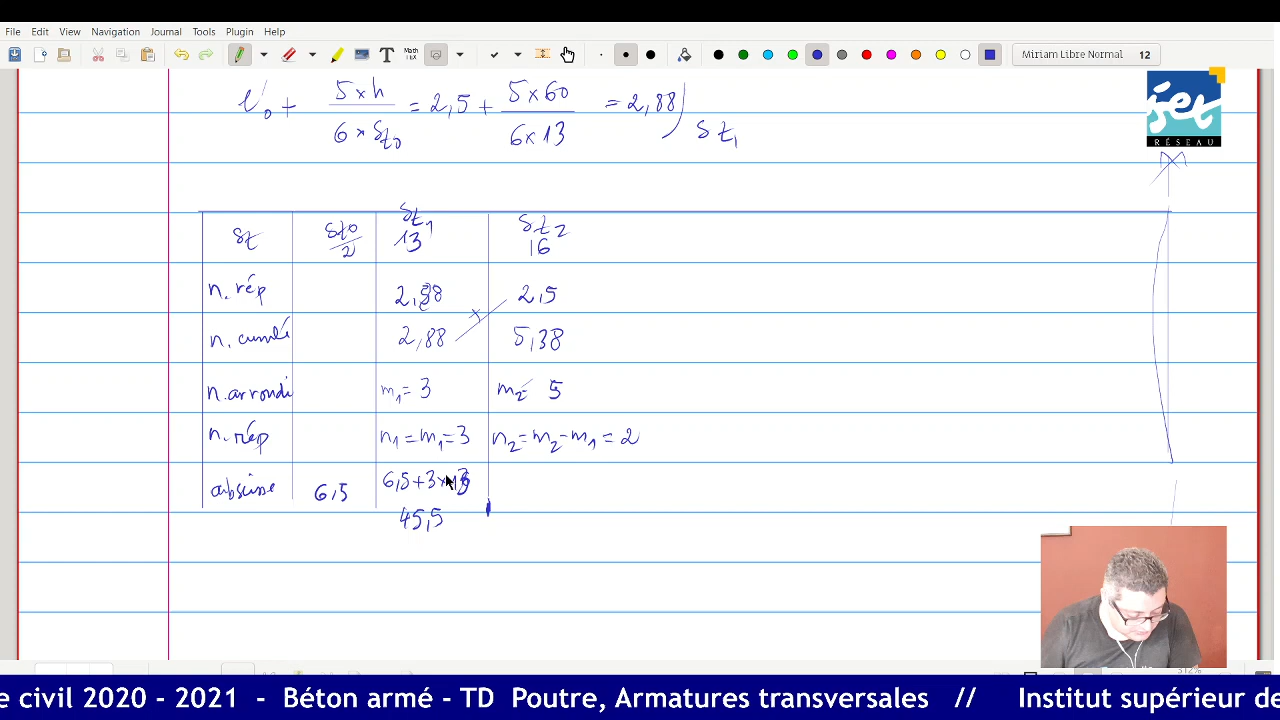 File Edit View Navigation Journal Tools Plugin Help
Miriam Libre Normal 12
l'₀ + (5 x h)/(6 x St₀) = 2,5 + (5 x 60)/(6 x 13) = 2,88) St₁
iset
RÉSEAU
St St₀/2 St₁ 13 St₂ 16
n. rép 2,88 2,5
n. cumulé 2,88 5,38
n. arrondi m₁ = 3 m₂ = 5
n. rép n₁ = m₁ = 3 n₂ = m₂ - m₁ = 2
abscisse 6,5 6,5 + 3 x 13
45,5
e civil 2020 - 2021 - Béton armé - TD Poutre, Armatures transversales // Institut supérieur de